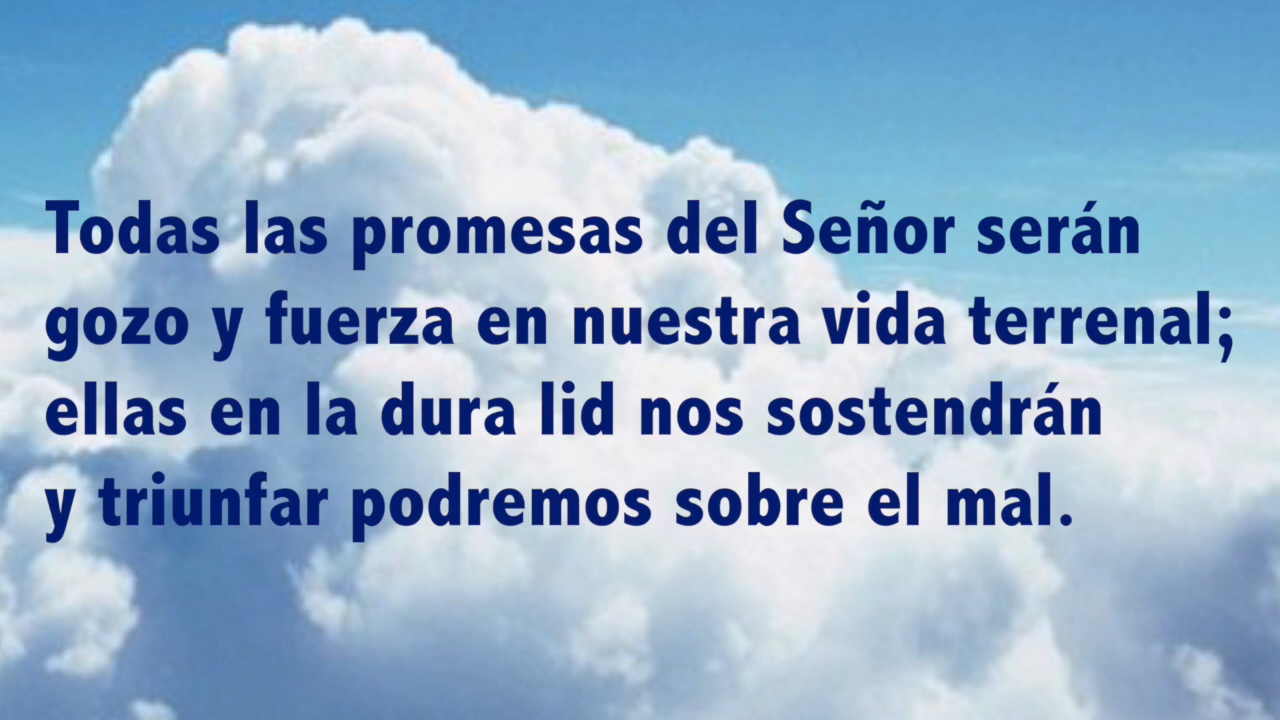 Todas las promesas del Señor serán
gozo y fuerza en nuestra vida terrenal;
ellas en la dura lid nos sostendrán
y triunfar podremos sobre el mal.